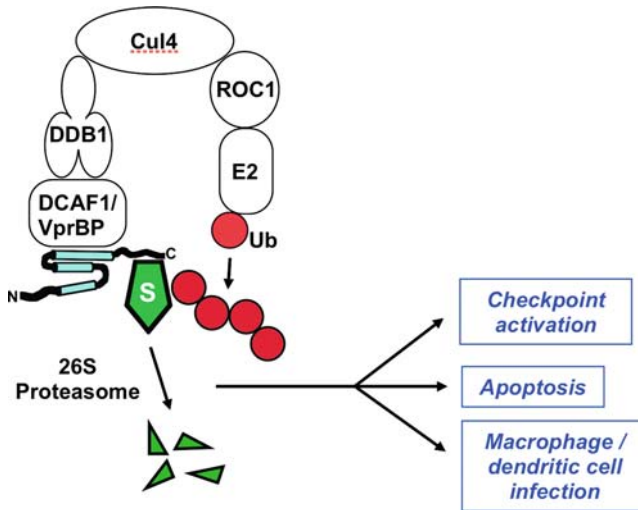 Cul4
ROC1
DDB1
E2
DCAF1/
VprBP
Ub
C
N
S
26S
Proteasome
Checkpoint
activation
Apoptosis
Macrophage /
dendritic cell
infection